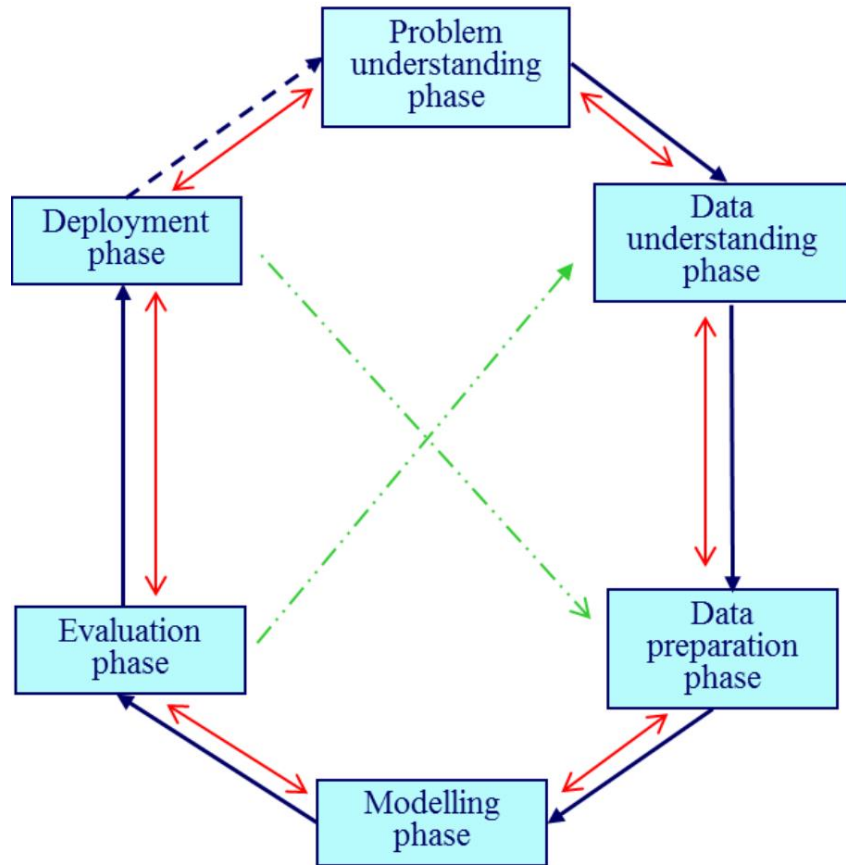 Problem
understanding
phase
Data
understanding
phase
Data
preparation
phase
Modelling
phase
Evaluation
phase
Deployment
phase